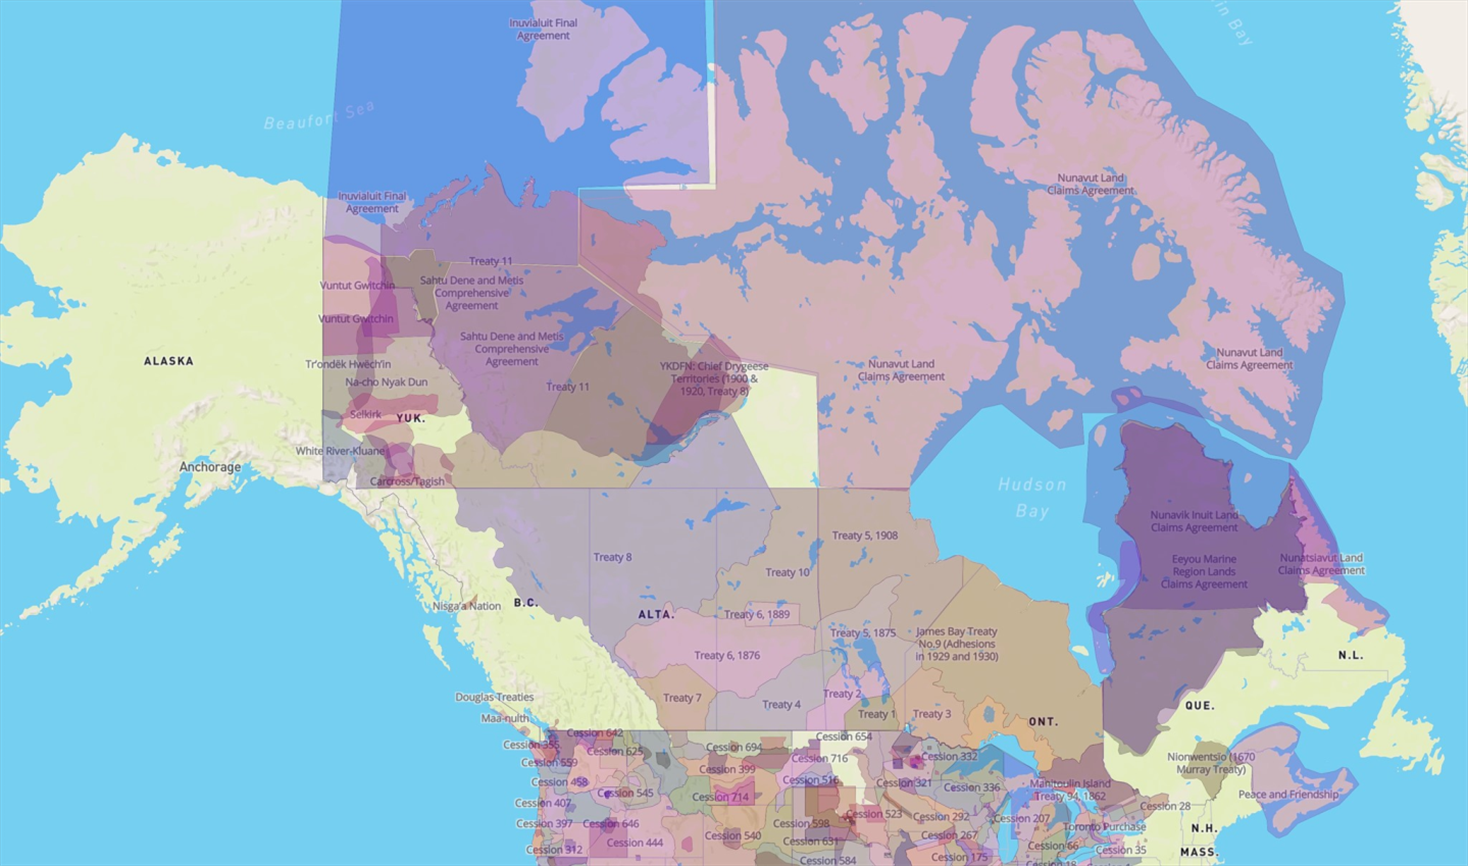 Inuvialuit Final
Agreement
in Bay
Beaufort Sea
Inuvialuit Final
Agreement
Nunavut Land
Claims Agreement
Treaty 11
Sahtu Dene and Metis
Comprehensive
Agreement
Vuntut Gwitchin
Vuntut Gwitchin
Sahtu Dene and Metis
Comprehensive
Agreement
ALASKA
Tr'ondëk Hwëch'in
Na-cho Nyak Dun
Treaty 11
YKDFN: Chief Drygeese
Territories (1900 &
1920, Treaty 8)
Nunavut Land
Claims Agreement
Nunavut Land
Claims Agreement
Selkirk
YUK.
White River-Kluane
Anchorage
Carcross/Tagish
Hudson
Bay
Nunavik Inuit Land
Claims Agreement
Eeyou Marine
Region Lands
Claims Agreement
Nunatsiavut Land
Claims Agreement
Treaty 5, 1908
Treaty 8
Treaty 10
Nisga'a Nation
B.C.
ALTA.
Treaty 6, 1889
Treaty 5, 1875
James Bay Treaty
No.9 (Adhesions
in 1929 and 1930)
Treaty 6, 1876
N.L.
Douglas Treaties
Treaty 7
Treaty 4
Treaty 2
Treaty 1
Treaty 3
ONT.
QUE.
Maa-nulth
Cession 642
Cession 654
Cession 355
Cession 625
Cession 694
Cession 716
Cession 332
Cession 559
Cession 399
Nionwentsïo (1670
Murray Treaty)
Cession 458
Cession 545
Cession 516
Cession 321
Cession 336
Manitoulin Island
Treaty 94, 1862
Peace and Friendship
Cession 407
Cession 714
Cession 28
Cession 397
Cession 646
Cession 598
Cession 523
Cession 292
Cession 207
Toronto Purchase
N.H.
Cession 312
Cession 444
Cession 540
Cession 631
Cession 267
Cession 66
Cession 35
MASS.
Cession 584
Cession 175